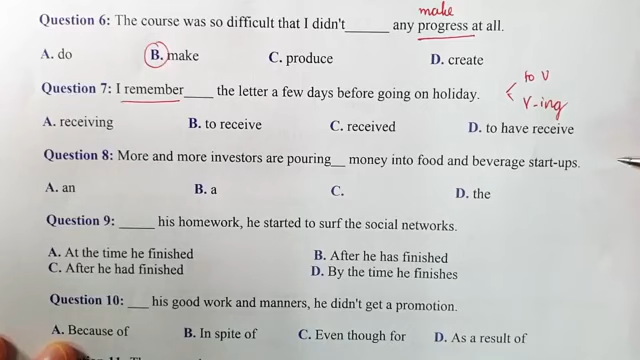 make
Question 6: The course was so difficult that I didn't______ any progress at all.
A. do B. make C. produce D. create
Question 7: I remember____ the letter a few days before going on holiday.
to V
V-ing
A. receiving B. to receive C. received D. to have receive
Question 8: More and more investors are pouring__ money into food and beverage start-ups.
A. an B. a C. D. the
Question 9: _____ his homework, he started to surf the social networks.
A. At the time he finished B. After he has finished
C. After he had finished D. By the time he finishes
Question 10: ___ his good work and manners, he didn't get a promotion.
A. Because of B. In spite of C. Even though for D. As a result of